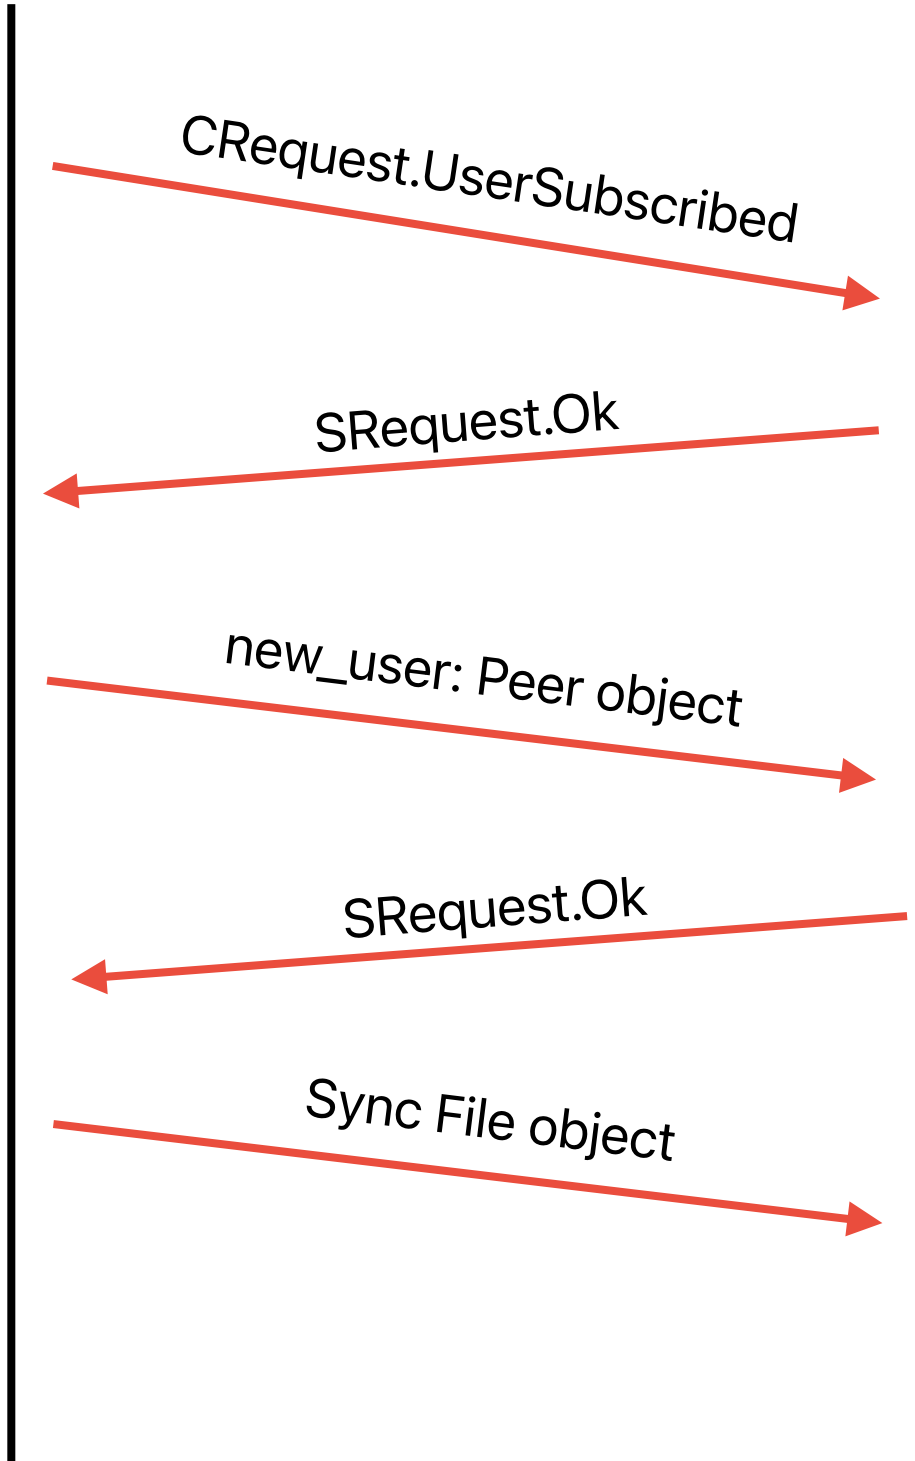 CRequest.UserSubscribed
SRequest.Ok
new_user: Peer object
SRequest.Ok
Sync File object